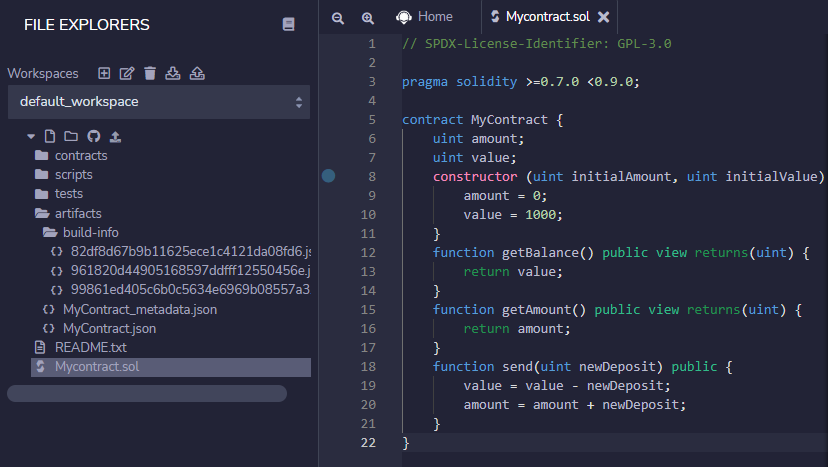 FILE EXPLORERS
Workspaces
default_workspace
contracts
scripts
tests
artifacts
build-info
82df8d67b9b11625ece1c4121da08fd6.js
961820d44905168597ddfff12550456e.j
99861ed405c6b0c5634e6969b08557a3
MyContract_metadata.json
MyContract.json
README.txt
Mycontract.sol
Home
Mycontract.sol
1 // SPDX-License-Identifier: GPL-3.0
2
3 pragma solidity >=0.7.0 <0.9.0;
4
5 contract MyContract {
6 uint amount;
7 uint value;
8 constructor (uint initialAmount, uint initialValue)
9 amount = 0;
10 value = 1000;
11 }
12 function getBalance() public view returns(uint) {
13 return value;
14 }
15 function getAmount() public view returns(uint) {
16 return amount;
17 }
18 function send(uint newDeposit) public {
19 value = value - newDeposit;
20 amount = amount + newDeposit;
21 }
22 }